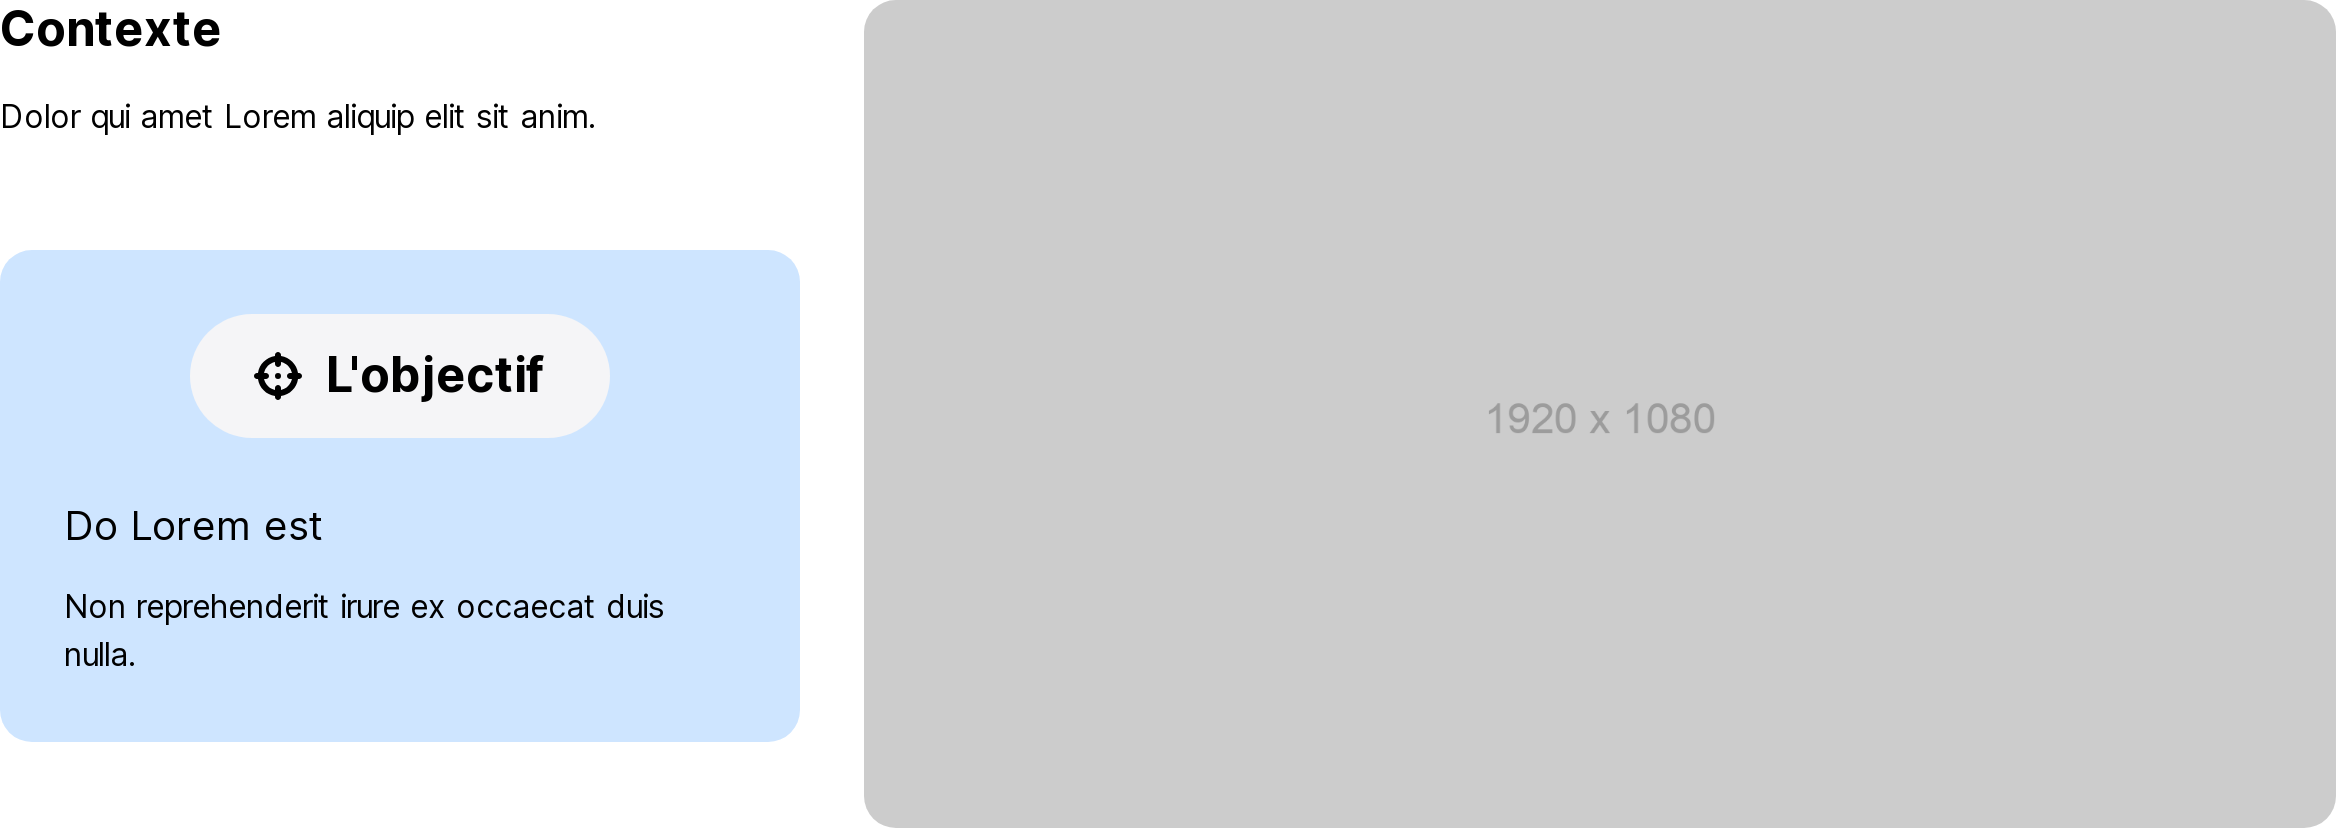 Contexte
Dolor qui amet Lorem aliquip elit sit anim.
L'objectif
Do Lorem est
Non reprehenderit irure ex occaecat duis
nulla.
1920 x 1080